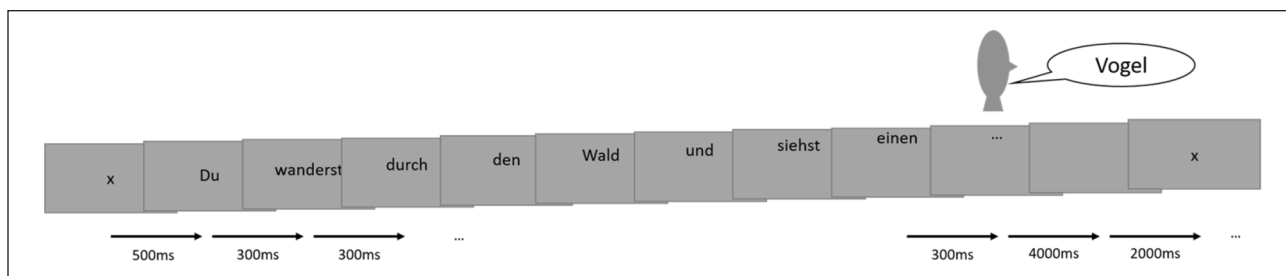 Vogel
x Du wanderst durch den Wald und siehst einen ... x
500ms 300ms 300ms ... 300ms 4000ms 2000ms ...